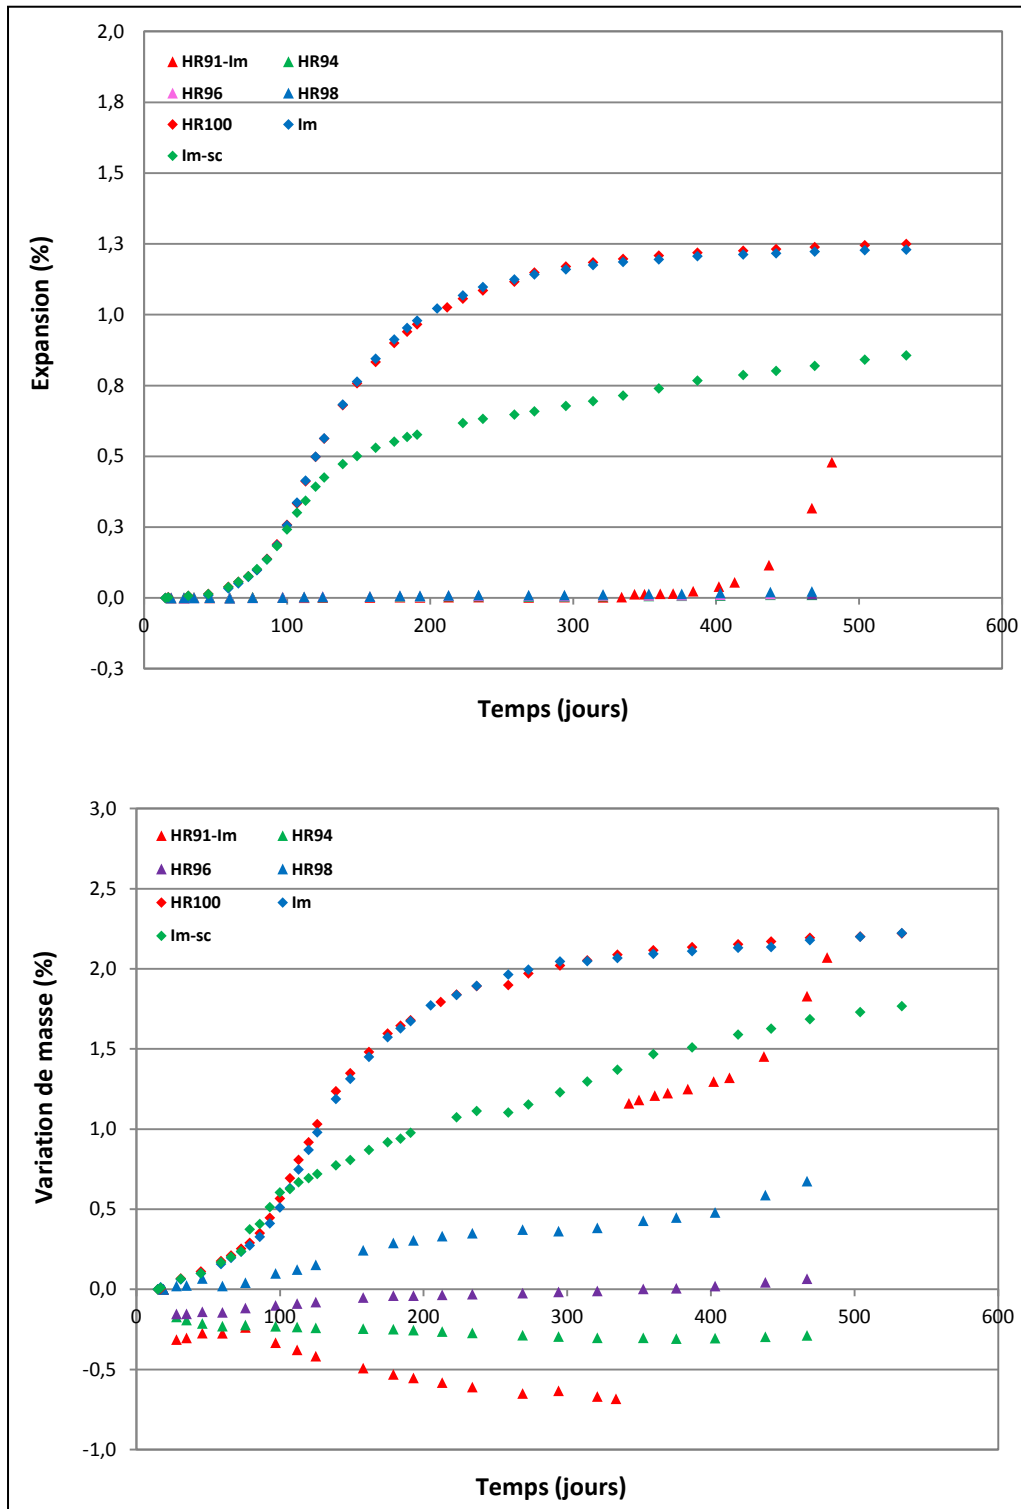 2,0
HR91-Im HR94
1,8
HR96 HR98
HR100 Im
1,5
Im-sc
1,3
1,0
0,8
0,5
0,3
0,0
-0,3
0 100 200 300 400 500 600
Expansion (%)
Temps (jours)
3,0
HR91-Im HR94
HR96 HR98
2,5
HR100 Im
Im-sc
2,0
1,5
1,0
0,5
0,0
-0,5
-1,0
0 100 200 300 400 500 600
Variation de masse (%)
Temps (jours)